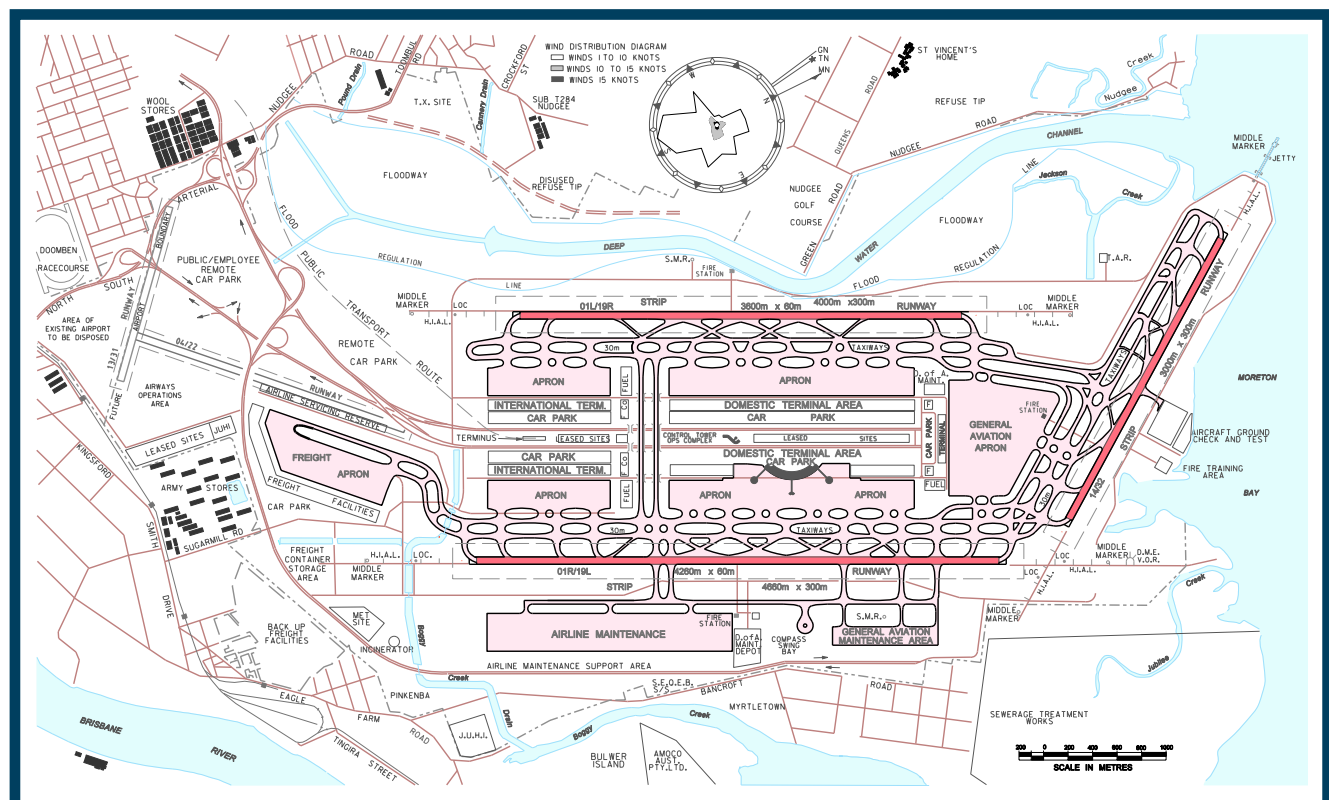 WIND DISTRIBUTION DIAGRAM
WINDS 1 TO 10 KNOTS
WINDS 10 TO 15 KNOTS
WINDS 15 KNOTS
GN
TN
MN
N
E
S
W
ST VINCENT'S
HOME
ROAD
QUEENS
REFUSE TIP
Nudgee
Creek
NUDGEE
ROAD
CHANNEL
MIDDLE
MARKER
JETTY
H.I.A.L.
WOOL
STORES
NUDGEE
ROAD
Pound Drain
TOOMBUL
RD
T.X. SITE
Cannery Drain
CROCKFORD
ST
SUB T284
NUDGEE
FLOODWAY
DISUSED
REFUSE TIP
NUDGEE
GOLF
COURSE
GREEN
ROAD
DEEP
WATER
FLOODWAY
LINE
Jackson
Creek
REGULATION
FLOOD
T.A.R.
ARTERIAL
BOUNDARY
DOOMBEN
RACECOURSE
PUBLIC/EMPLOYEE
REMOTE
CAR PARK
FLOOD
REGULATION
LINE
PUBLIC
TRANSPORT
ROUTE
NORTH
SOUTH
RUNWAY
AIRPORT
13/31
FUTURE
AREA OF
EXISTING AIRPORT
TO BE DISPOSED
04/22
RUNWAY
REMOTE
CAR PARK
AIRLINE SERVICING RESERVE
AIRWAYS
OPERATIONS
AREA
S.M.R.
FIRE
STATION
MIDDLE
MARKER
LOC
H.I.A.L.
01L/19R
STRIP
3600m x 60m
4000m x300m
RUNWAY
LOC
MIDDLE
MARKER
H.I.A.L.
30m
TAXIWAYS
APRON
FUEL
APRON
D. of A.
MAINT.
INTERNATIONAL TERM.
CAR PARK
F Co
DOMESTIC TERMINAL AREA
CAR PARK
F
TERMINUS
LEASED SITES
CONTROL TOWER
OPS COMPLEX
LEASED SITES
CAR PARK
TERMINAL
FIRE
STATION
GENERAL
AVIATION
APRON
CAR PARK
INTERNATIONAL TERM.
F Co
DOMESTIC TERMINAL AREA
CAR PARK
F
APRON
FUEL
APRON
APRON
FUEL
30m
TAXIWAYS
TAXIWAYS
RUNWAY
3000m x 300m
STRIP
14/32
30m
MORETON
BAY
AIRCRAFT GROUND
CHECK AND TEST
FIRE TRAINING
AREA
LEASED SITES
JUHI
FREIGHT
APRON
FREIGHT
FACILITIES
CAR PARK
ARMY STORES
SUGARMILL RD
KINGSFORD
SMITH
DRIVE
FREIGHT
CONTAINER
STORAGE
AREA
H.I.A.L.
LOC.
MIDDLE
MARKER
01R/19L
STRIP
4260m x 60m
4660m x 300m
RUNWAY
LOC
H.I.A.L.
MIDDLE
MARKER
D.M.E.
V.O.R.
H.I.A.L.
LOC
MIDDLE
MARKER
Creek
Jubilee
MET
SITE
INCINERATOR
BACK UP
FREIGHT
FACILITIES
Boggy
Creek
Drain
AIRLINE MAINTENANCE
FIRE
STATION
D.of A.
MAINT
DEPOT
COMPASS
SWING
BAY
S.M.R.
GENERAL AVIATION
MAINTENANCE AREA
AIRLINE MAINTENANCE SUPPORT AREA
S.E.Q.E.B.
S/S
BANCROFT
ROAD
MYRTLETOWN
PINKENBA
EAGLE
FARM
ROAD
TINGIRA
STREET
J.U.H.I.
Boggy
Creek
BULWER
ISLAND
AMOCO
AUST.
PTY.LTD.
BRISBANE
RIVER
SEWERAGE TREATMENT
WORKS
200 0 200 400 600 800 1000
SCALE IN METRES